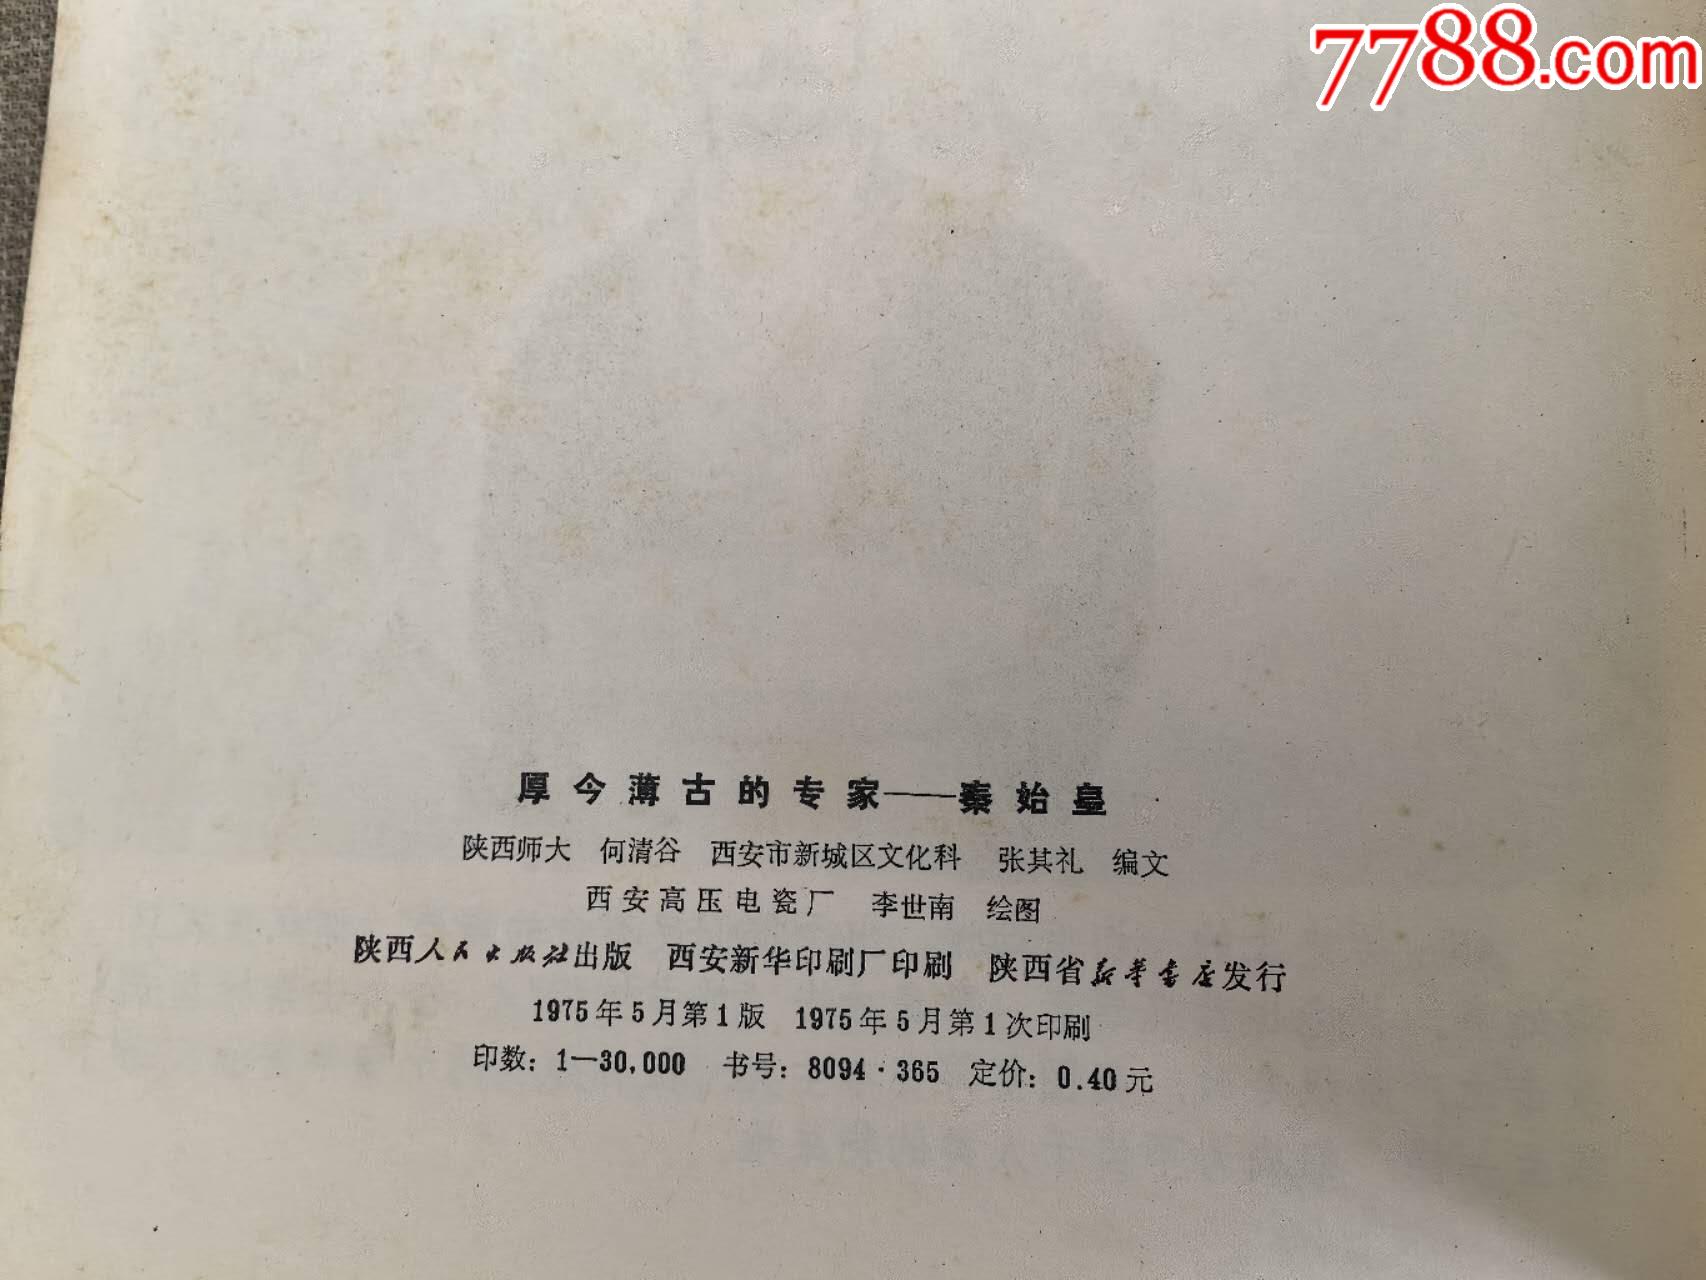 7788.com
厚今薄古的专家——秦始皇
陕西师大 何清谷 西安市新城区文化科 张其礼 编文
西安高压电瓷厂 李世南 绘图
陕西人民出版社出版 西安新华印刷厂印刷 陕西省新华书店发行
1975年5月第1版 1975年5月第1次印刷
印数：1—30,000 书号：8094·365 定价：0.40元